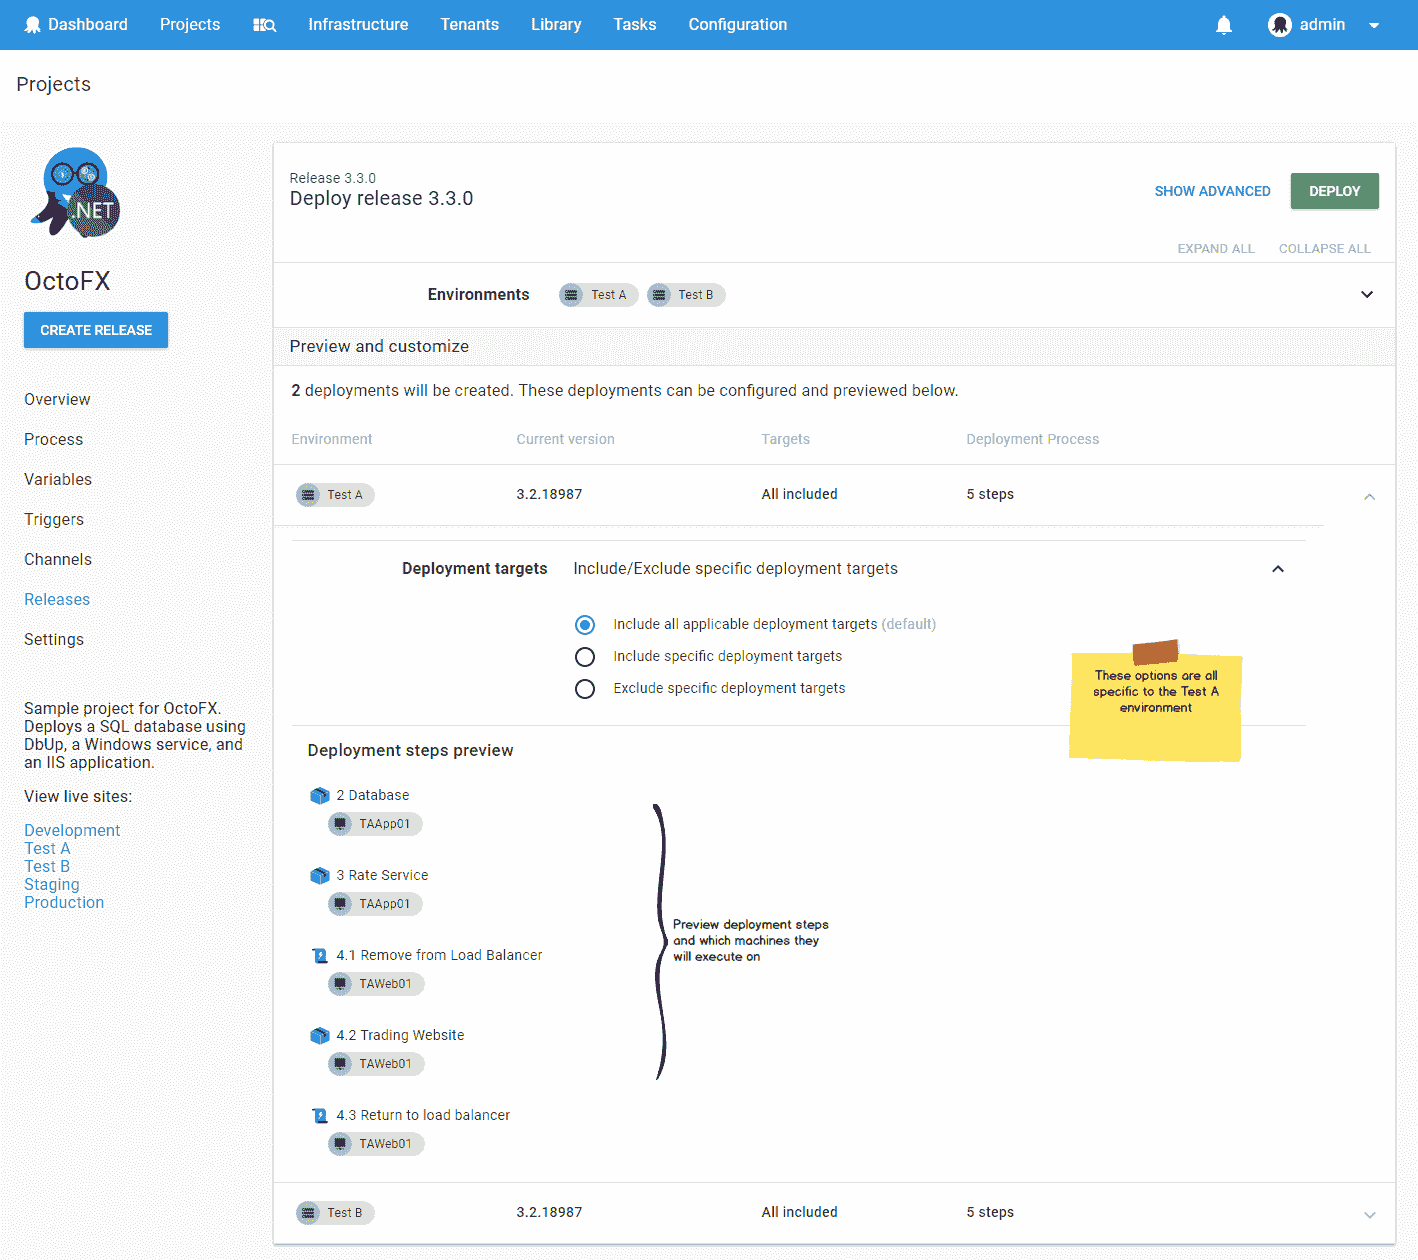 Dashboard Projects Infrastructure Tenants Library Tasks Configuration admin
Projects
.NET
OctoFX
CREATE RELEASE
Overview
Process
Variables
Triggers
Channels
Releases
Settings
Sample project for OctoFX.
Deploys a SQL database using
DbUp, a Windows service, and
an IIS application.
View live sites:
Development
Test A
Test B
Staging
Production
Release 3.3.0
Deploy release 3.3.0
SHOW ADVANCED DEPLOY
EXPAND ALL COLLAPSE ALL
Environments Test A Test B
Preview and customize
2 deployments will be created. These deployments can be configured and previewed below.
Environment Current version Targets Deployment Process
Test A 3.2.18987 All included 5 steps
Deployment targets Include/Exclude specific deployment targets
Include all applicable deployment targets (default)
Include specific deployment targets
Exclude specific deployment targets
These options are all
specific to the Test A
environment
Deployment steps preview
2 Database
TAApp01
3 Rate Service
TAApp01
4.1 Remove from Load Balancer
TAWeb01
4.2 Trading Website
TAWeb01
4.3 Return to load balancer
TAWeb01
Preview deployment steps
and which machines they
will execute on
Test B 3.2.18987 All included 5 steps